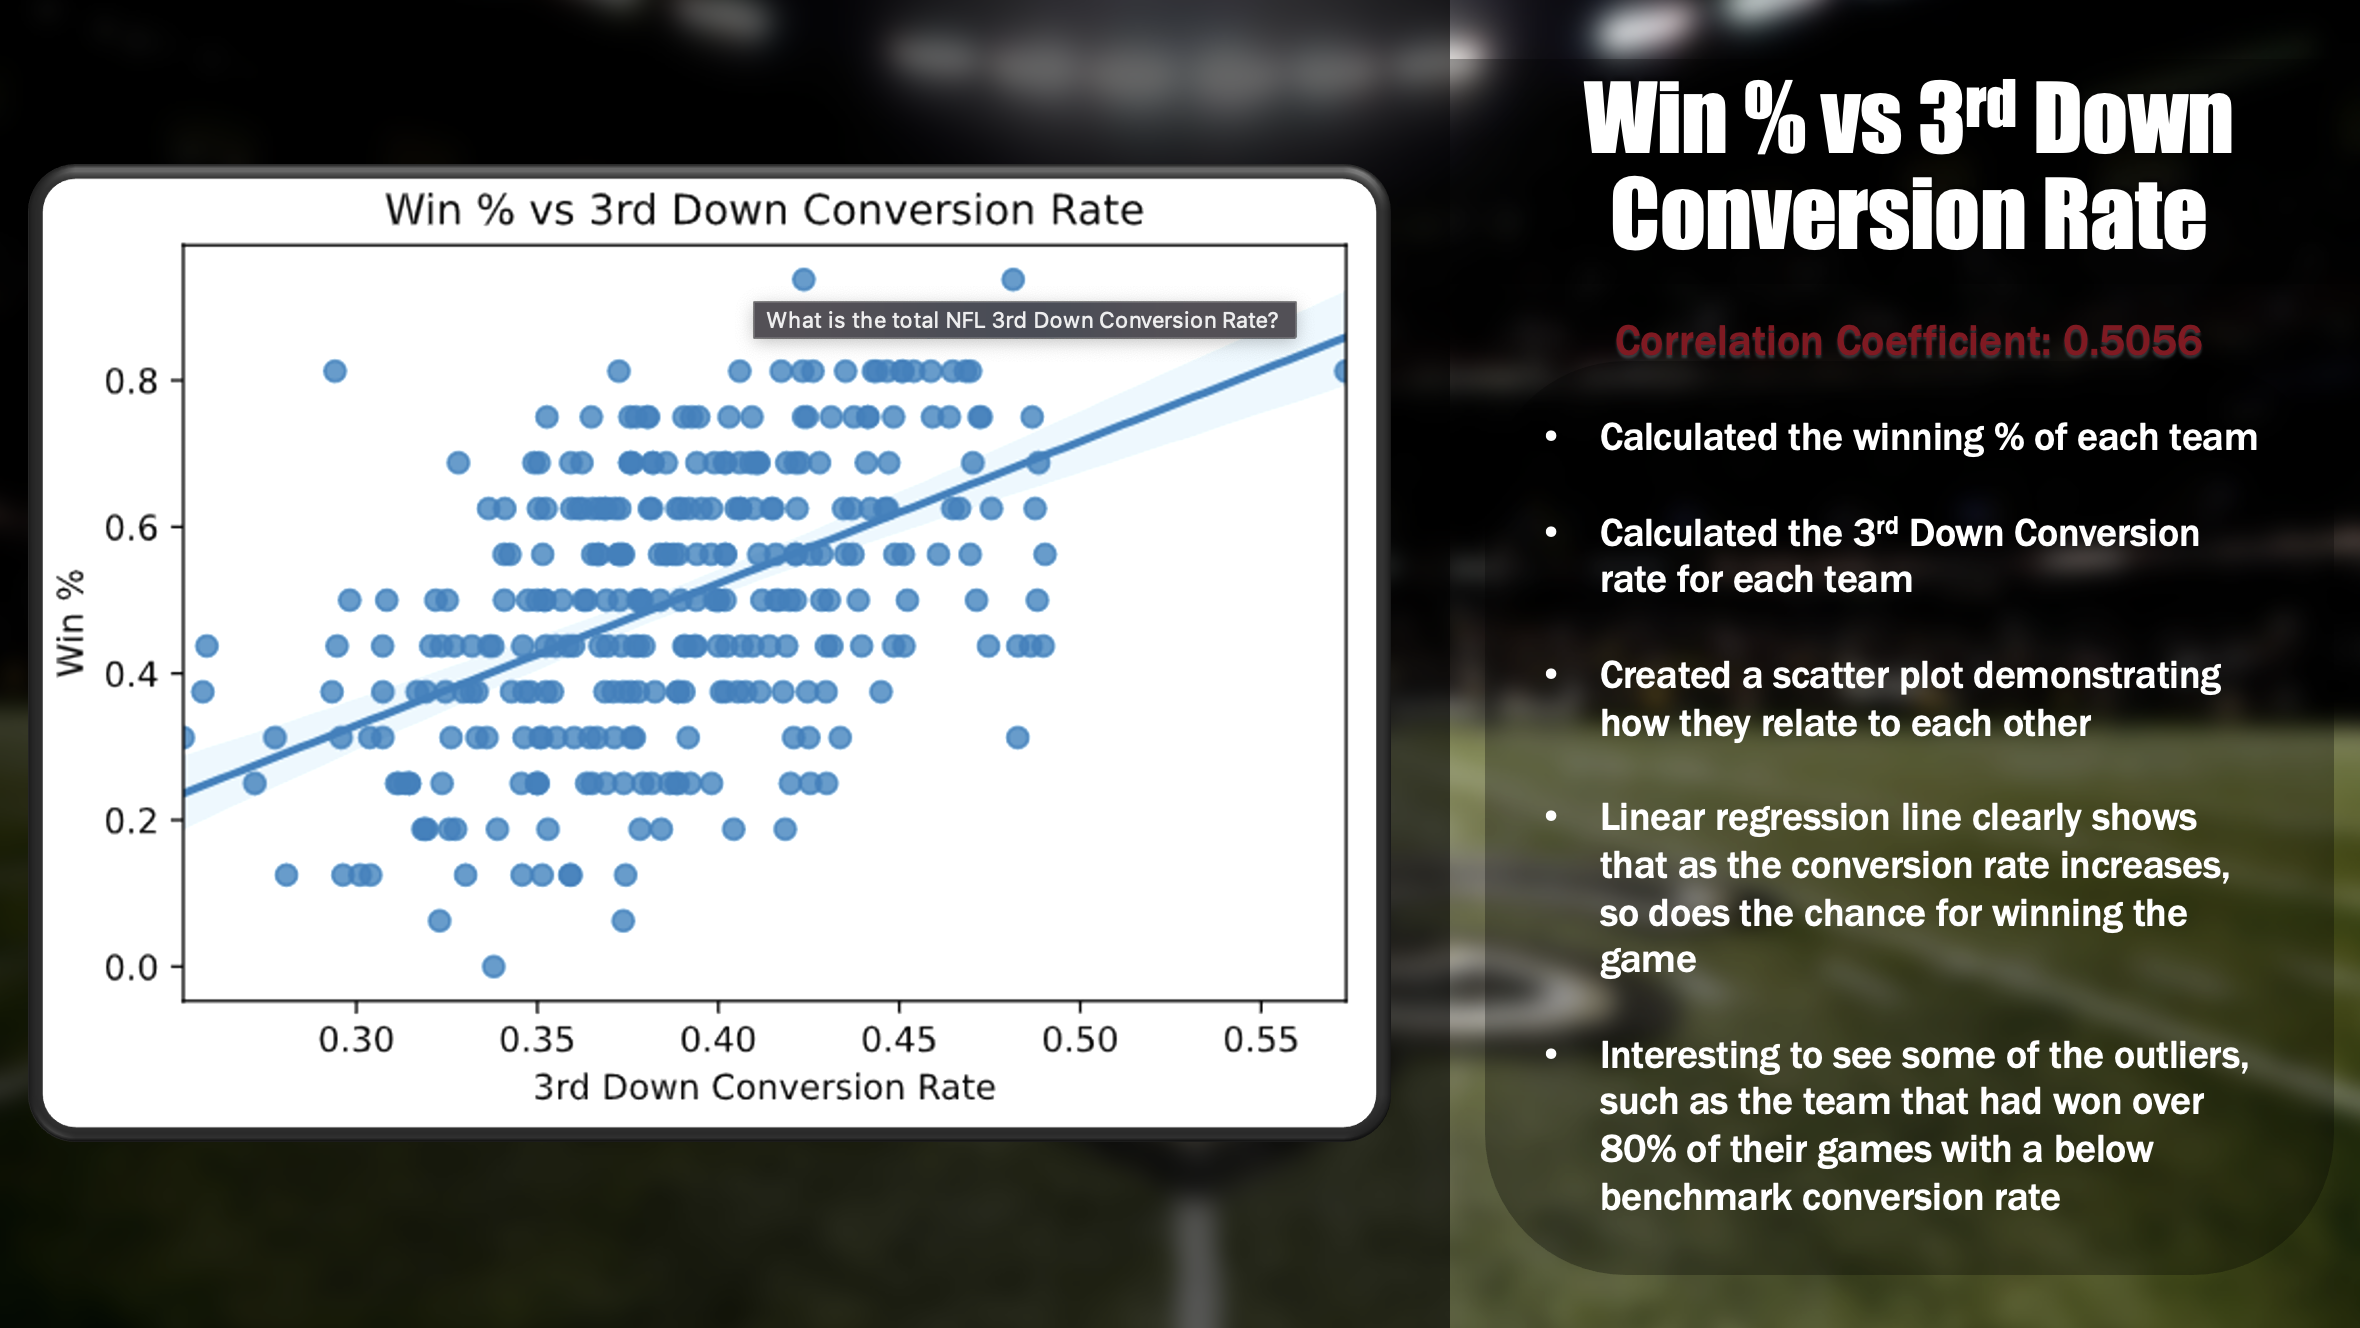 Win % vs 3rd Down
Conversion Rate
Correlation Coefficient: 0.5056
• Calculated the winning % of each team
• Calculated the 3rd Down Conversion
rate for each team
• Created a scatter plot demonstrating
how they relate to each other
• Linear regression line clearly shows
that as the conversion rate increases,
so does the chance for winning the
game
• Interesting to see some of the outliers,
such as the team that had won over
80% of their games with a below
benchmark conversion rate
Win % vs 3rd Down Conversion Rate
What is the total NFL 3rd Down Conversion Rate?
Win %
0.8
0.6
0.4
0.2
0.0
0.30 0.35 0.40 0.45 0.50 0.55
3rd Down Conversion Rate